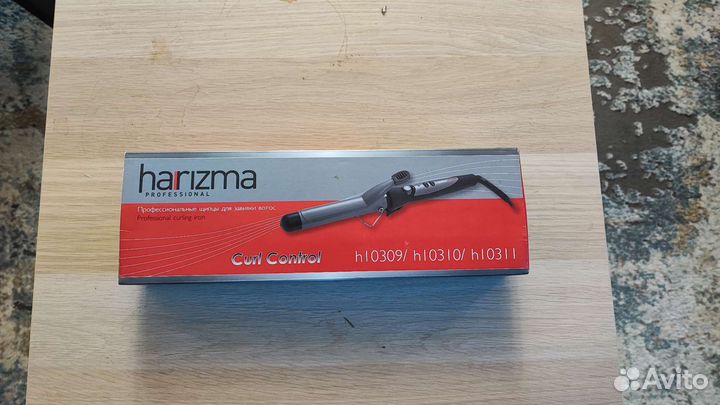 harizma
PROFESSIONAL
Профессиональные щипцы для завивки волос
Professional curling iron
Curl Control
h10309/ h10310/ h10311
Avito